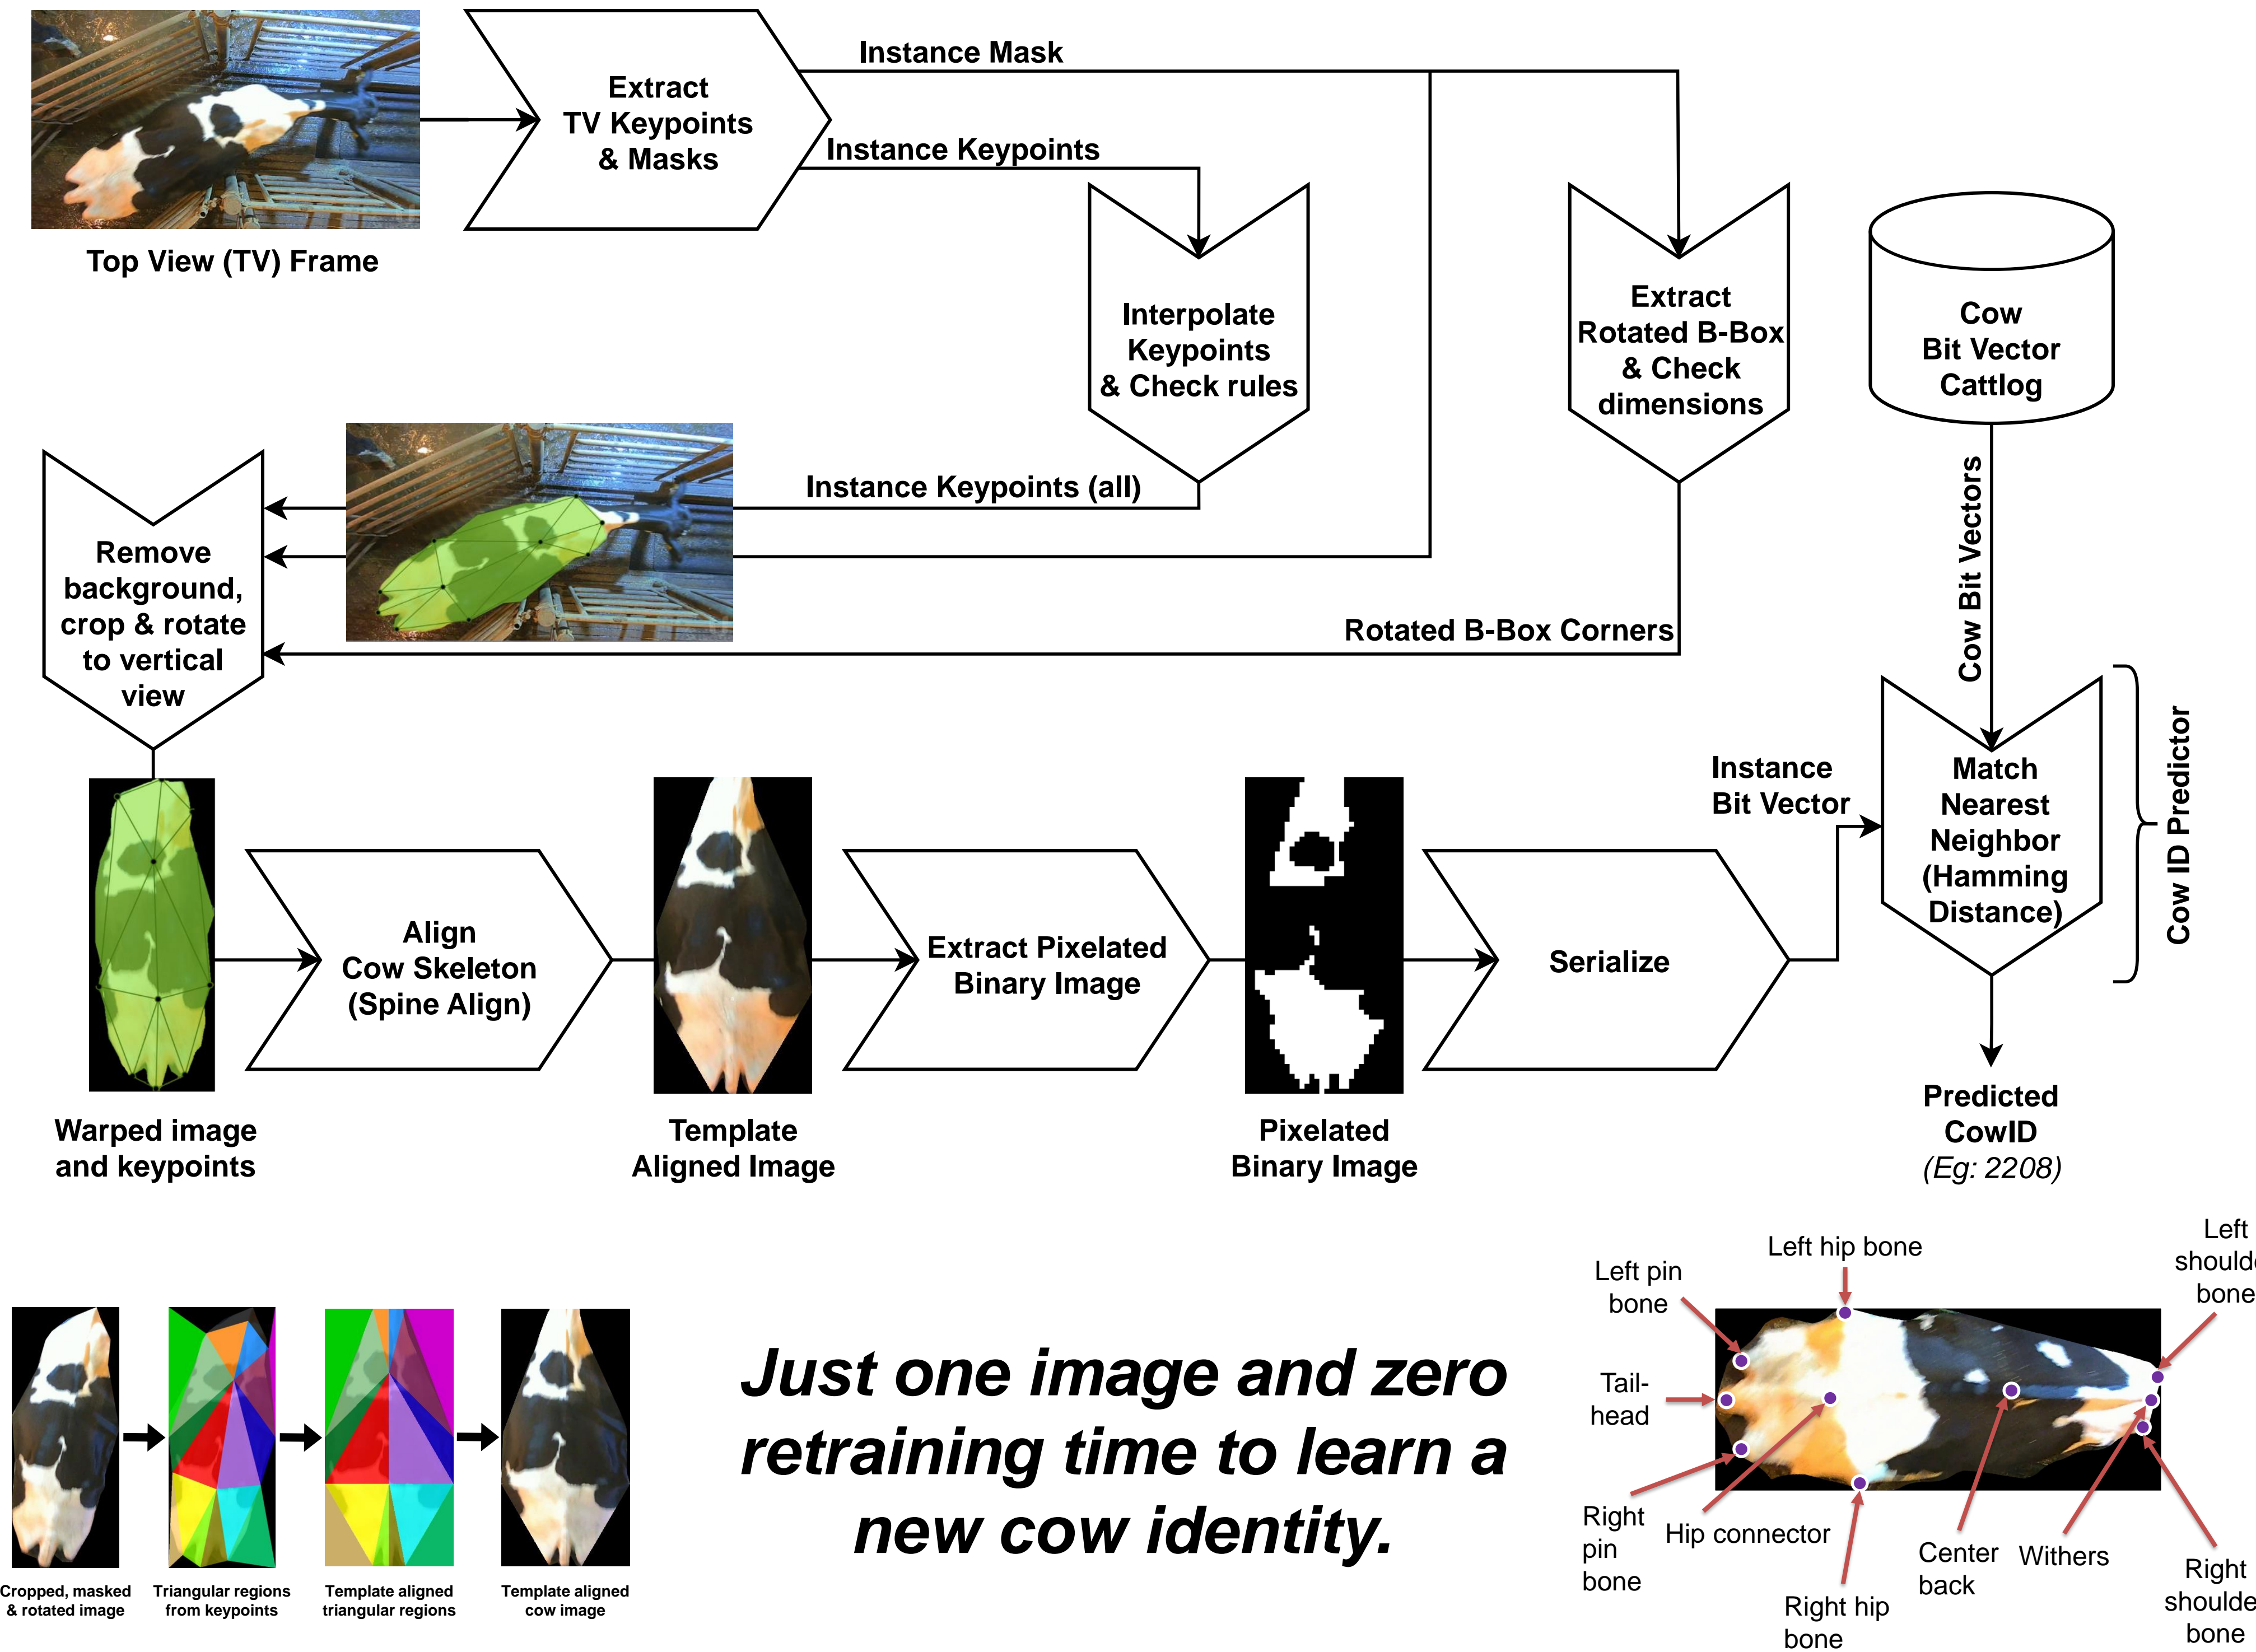 Instance Mask
Extract
TV Keypoints
& Masks
Instance Keypoints
Top View (TV) Frame
Interpolate
Keypoints
& Check rules
Extract
Rotated B-Box
& Check
dimensions
Cow
Bit Vector
Cattlog
Instance Keypoints (all)
Cow Bit Vectors
Remove
background,
crop & rotate
to vertical
view
Rotated B-Box Corners
Instance
Bit Vector
Match
Nearest
Neighbor
(Hamming
Distance)
Cow ID Predictor
Align
Cow Skeleton
(Spine Align)
Extract Pixelated
Binary Image
Serialize
Warped image
and keypoints
Template
Aligned Image
Pixelated
Binary Image
Predicted
CowID
(Eg: 2208)
Cropped, masked
& rotated image
Triangular regions
from keypoints
Template aligned
triangular regions
Template aligned
cow image
Just one image and zero
retraining time to learn a
new cow identity.
Left pin
bone
Left hip bone
Left
shoulde
bone
Tail-
head
Right
pin
bone
Hip connector
Right hip
bone
Center
back
Withers
Right
shoulde
bone